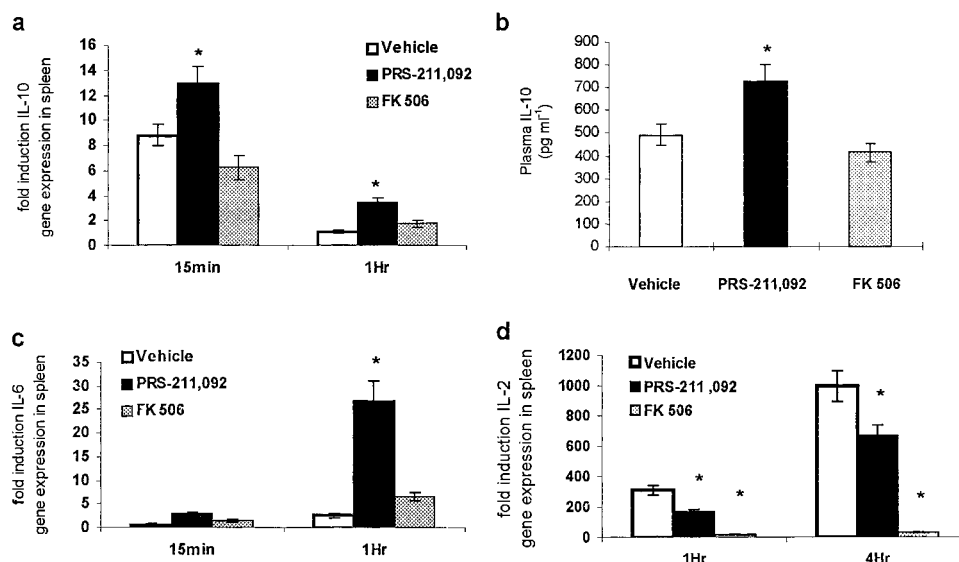 a
fold induction IL-10
gene expression in spleen
16
14
12
10
8
6
4
2
0
*
*
Vehicle
PRS-211,092
FK 506
15min
1Hr
b
Plasma IL-10
(pg ml-1)
900
800
700
600
500
400
300
200
100
0
*
Vehicle
PRS-211,092
FK 506
c
fold induction IL-6
gene expression in spleen
35
30
25
20
15
10
5
0
Vehicle
PRS-211,092
FK 506
*
15min
1Hr
d
fold induction IL-2
gene expression in spleen
1200
1000
800
600
400
200
0
Vehicle
PRS-211,092
FK 506
*
*
*
*
1Hr
4Hr